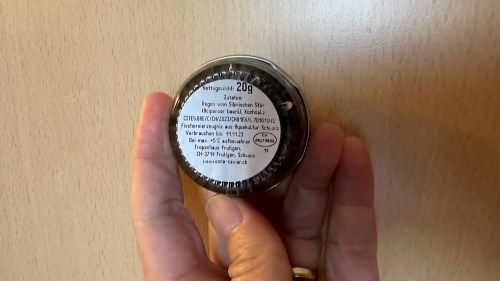 Nettogewicht: 20g
Zutaten:
Rogen vom Sibirischen Stör
(Acipenser baerii), Kochsalz
Fischereierzeugnis aus Aquakultur Schweiz
Verbrauchen bis: 11.11.23
Bei max. +5°C aufbewahren
Tropenhaus Frutigen,
CH-3714 Frutigen, Schweiz